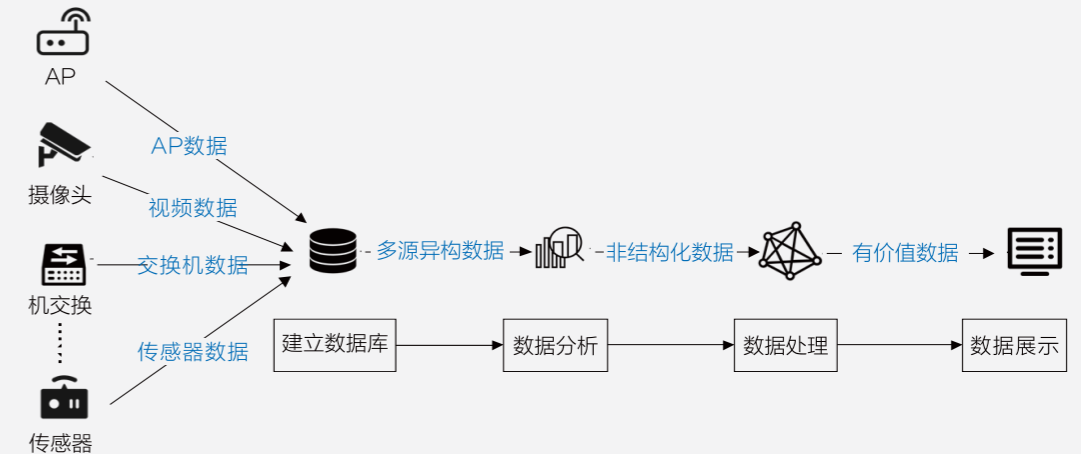 AP
AP数据
摄像头
视频数据
多源异构数据
非结构化数据
有价值数据
交换机数据
机交换
建立数据库
数据分析
数据处理
数据展示
传感器数据
传感器